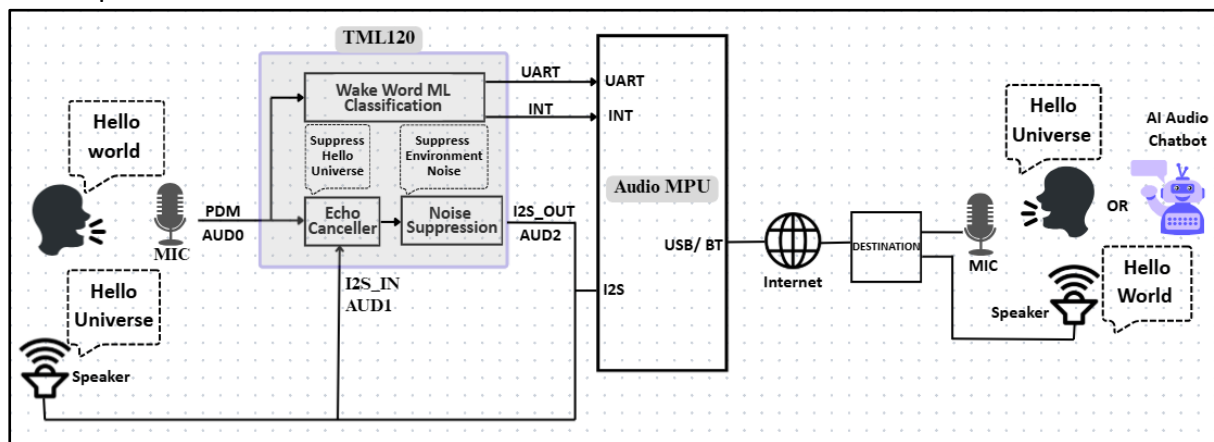 TML120
Hello
world
Wake Word ML
Classification
UART
INT
UART
INT
Suppress
Hello
Universe
Suppress
Environment
Noise
PDM
AUD0
MIC
Echo
Canceller
Noise
Suppression
I2S_OUT
AUD2
I2S_IN
AUD1
Audio MPU
USB/ BT
I2S
Internet
DESTINATION
MIC
Hello
Universe
OR
AI Audio
Chatbot
Speaker
Hello
World
Hello
Universe
Speaker